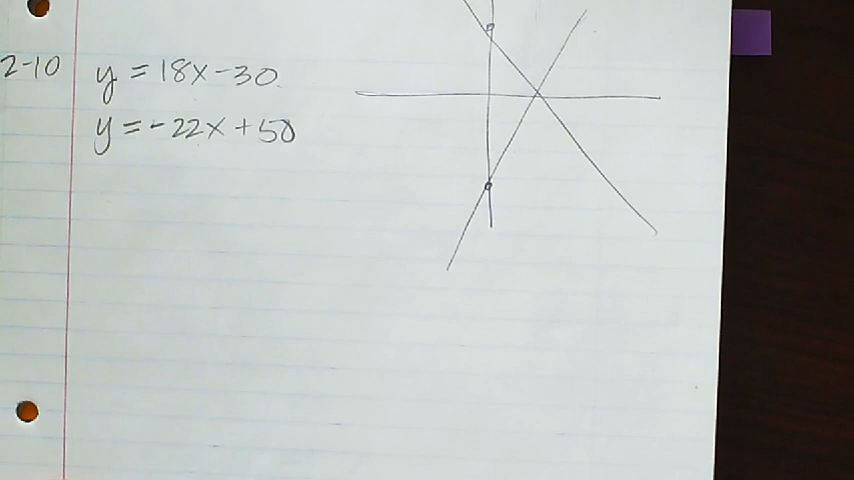 2-10 y = 18x - 30
y = -22x + 50